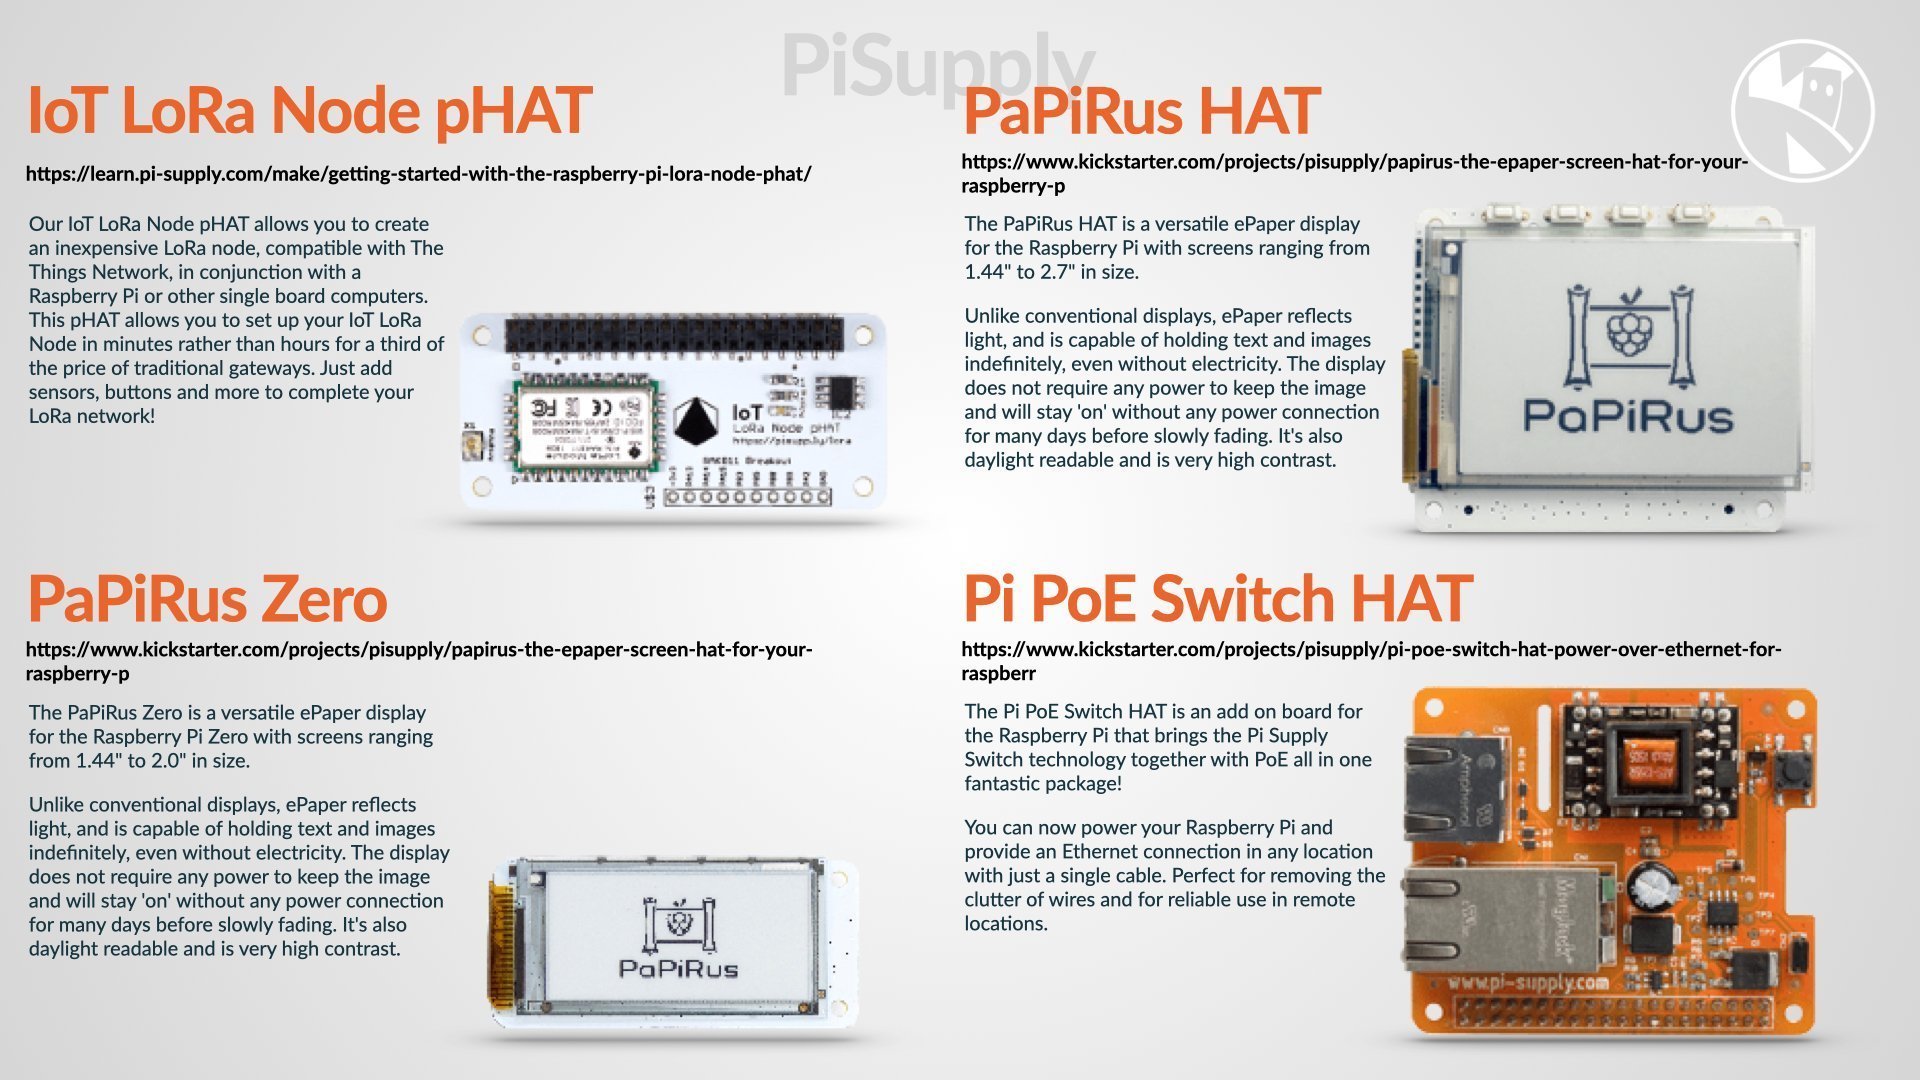 PiSupply
IoT LoRa Node pHAT
https://learn.pi-supply.com/make/getting-started-with-the-raspberry-pi-lora-node-phat/
Our IoT LoRa Node pHAT allows you to create
an inexpensive LoRa node, compatible with The
Things Network, in conjunction with a
Raspberry Pi or other single board computers.
This pHAT allows you to set up your IoT LoRa
Node in minutes rather than hours for a third of
the price of traditional gateways. Just add
sensors, buttons and more to complete your
LoRa network!
IoT
LoRa Node pHAT
https://pisupply/lora
Breakout
PaPiRus HAT
https://www.kickstarter.com/projects/pisupply/papirus-the-epaper-screen-hat-for-your-
raspberry-p
The PaPiRus HAT is a versatile ePaper display
for the Raspberry Pi with screens ranging from
1.44" to 2.7" in size.
Unlike conventional displays, ePaper reflects
light, and is capable of holding text and images
indefinitely, even without electricity. The display
does not require any power to keep the image
and will stay 'on' without any power connection
for many days before slowly fading. It's also
daylight readable and is very high contrast.
PaPiRus
PaPiRus Zero
https://www.kickstarter.com/projects/pisupply/papirus-the-epaper-screen-hat-for-your-
raspberry-p
The PaPiRus Zero is a versatile ePaper display
for the Raspberry Pi Zero with screens ranging
from 1.44" to 2.0" in size.
Unlike conventional displays, ePaper reflects
light, and is capable of holding text and images
indefinitely, even without electricity. The display
does not require any power to keep the image
and will stay 'on' without any power connection
for many days before slowly fading. It's also
daylight readable and is very high contrast.
PaPiRus
Pi PoE Switch HAT
https://www.kickstarter.com/projects/pisupply/pi-poe-switch-hat-power-over-ethernet-for-
raspberr
The Pi PoE Switch HAT is an add on board for
the Raspberry Pi that brings the Pi Supply
Switch technology together with PoE all in one
fantastic package!
You can now power your Raspberry Pi and
provide an Ethernet connection in any location
with just a single cable. Perfect for removing the
clutter of wires and for reliable use in remote
locations.
Amphenol
MagJack
www.pi-supply.com